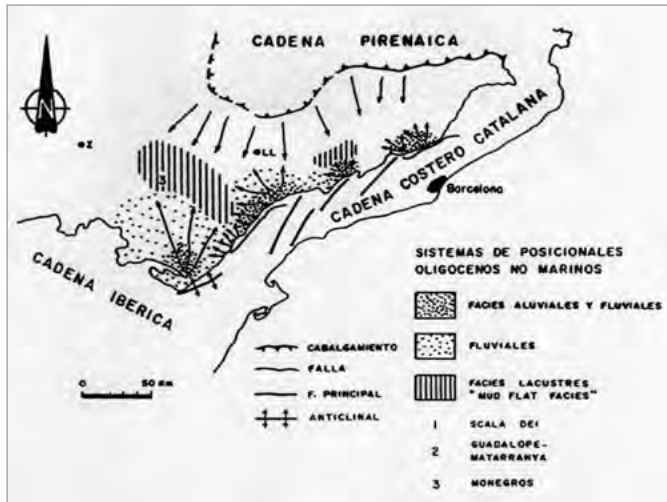 CADENA PIRENAICA
N
Z
LL
3
CADENA COSTERO CATALANA
Barcelona
CADENA IBERICA
SISTEMAS DE POSICIONALES
OLIGOCENOS NO MARINOS
FACIES ALUVIALES Y FLUVIALES
FLUVIALES
FACIES LACUSTRES
"MUD FLAT FACIES"
1 SCALA DEI
2 GUADALOPE-
MATARRANYA
3 MONEGROS
CABALGAMIENTO
FALLA
F. PRINCIPAL
ANTICLINAL
0 50 KM